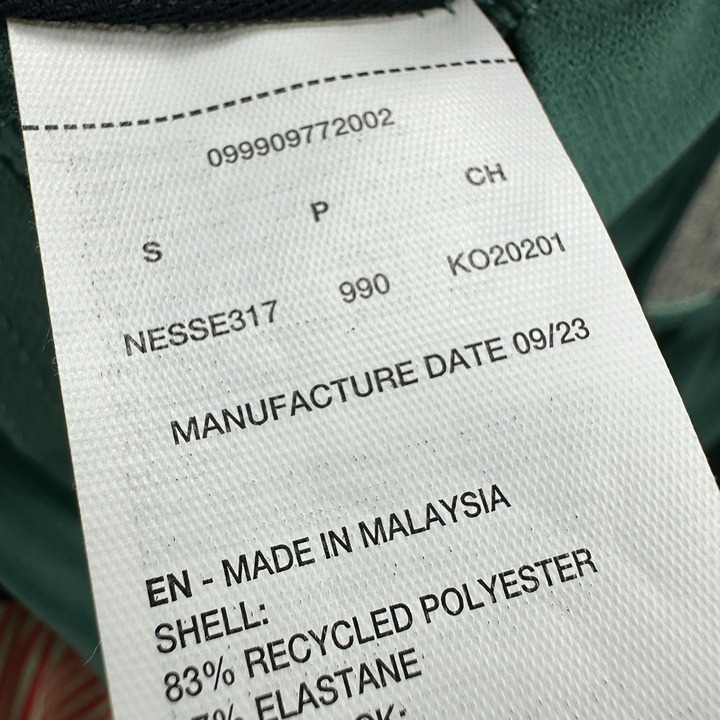 099909772002
S P CH
NESSE317 990 KO20201
MANUFACTURE DATE 09/23
EN - MADE IN MALAYSIA
SHELL:
83% RECYCLED POLYESTER
ELASTANE